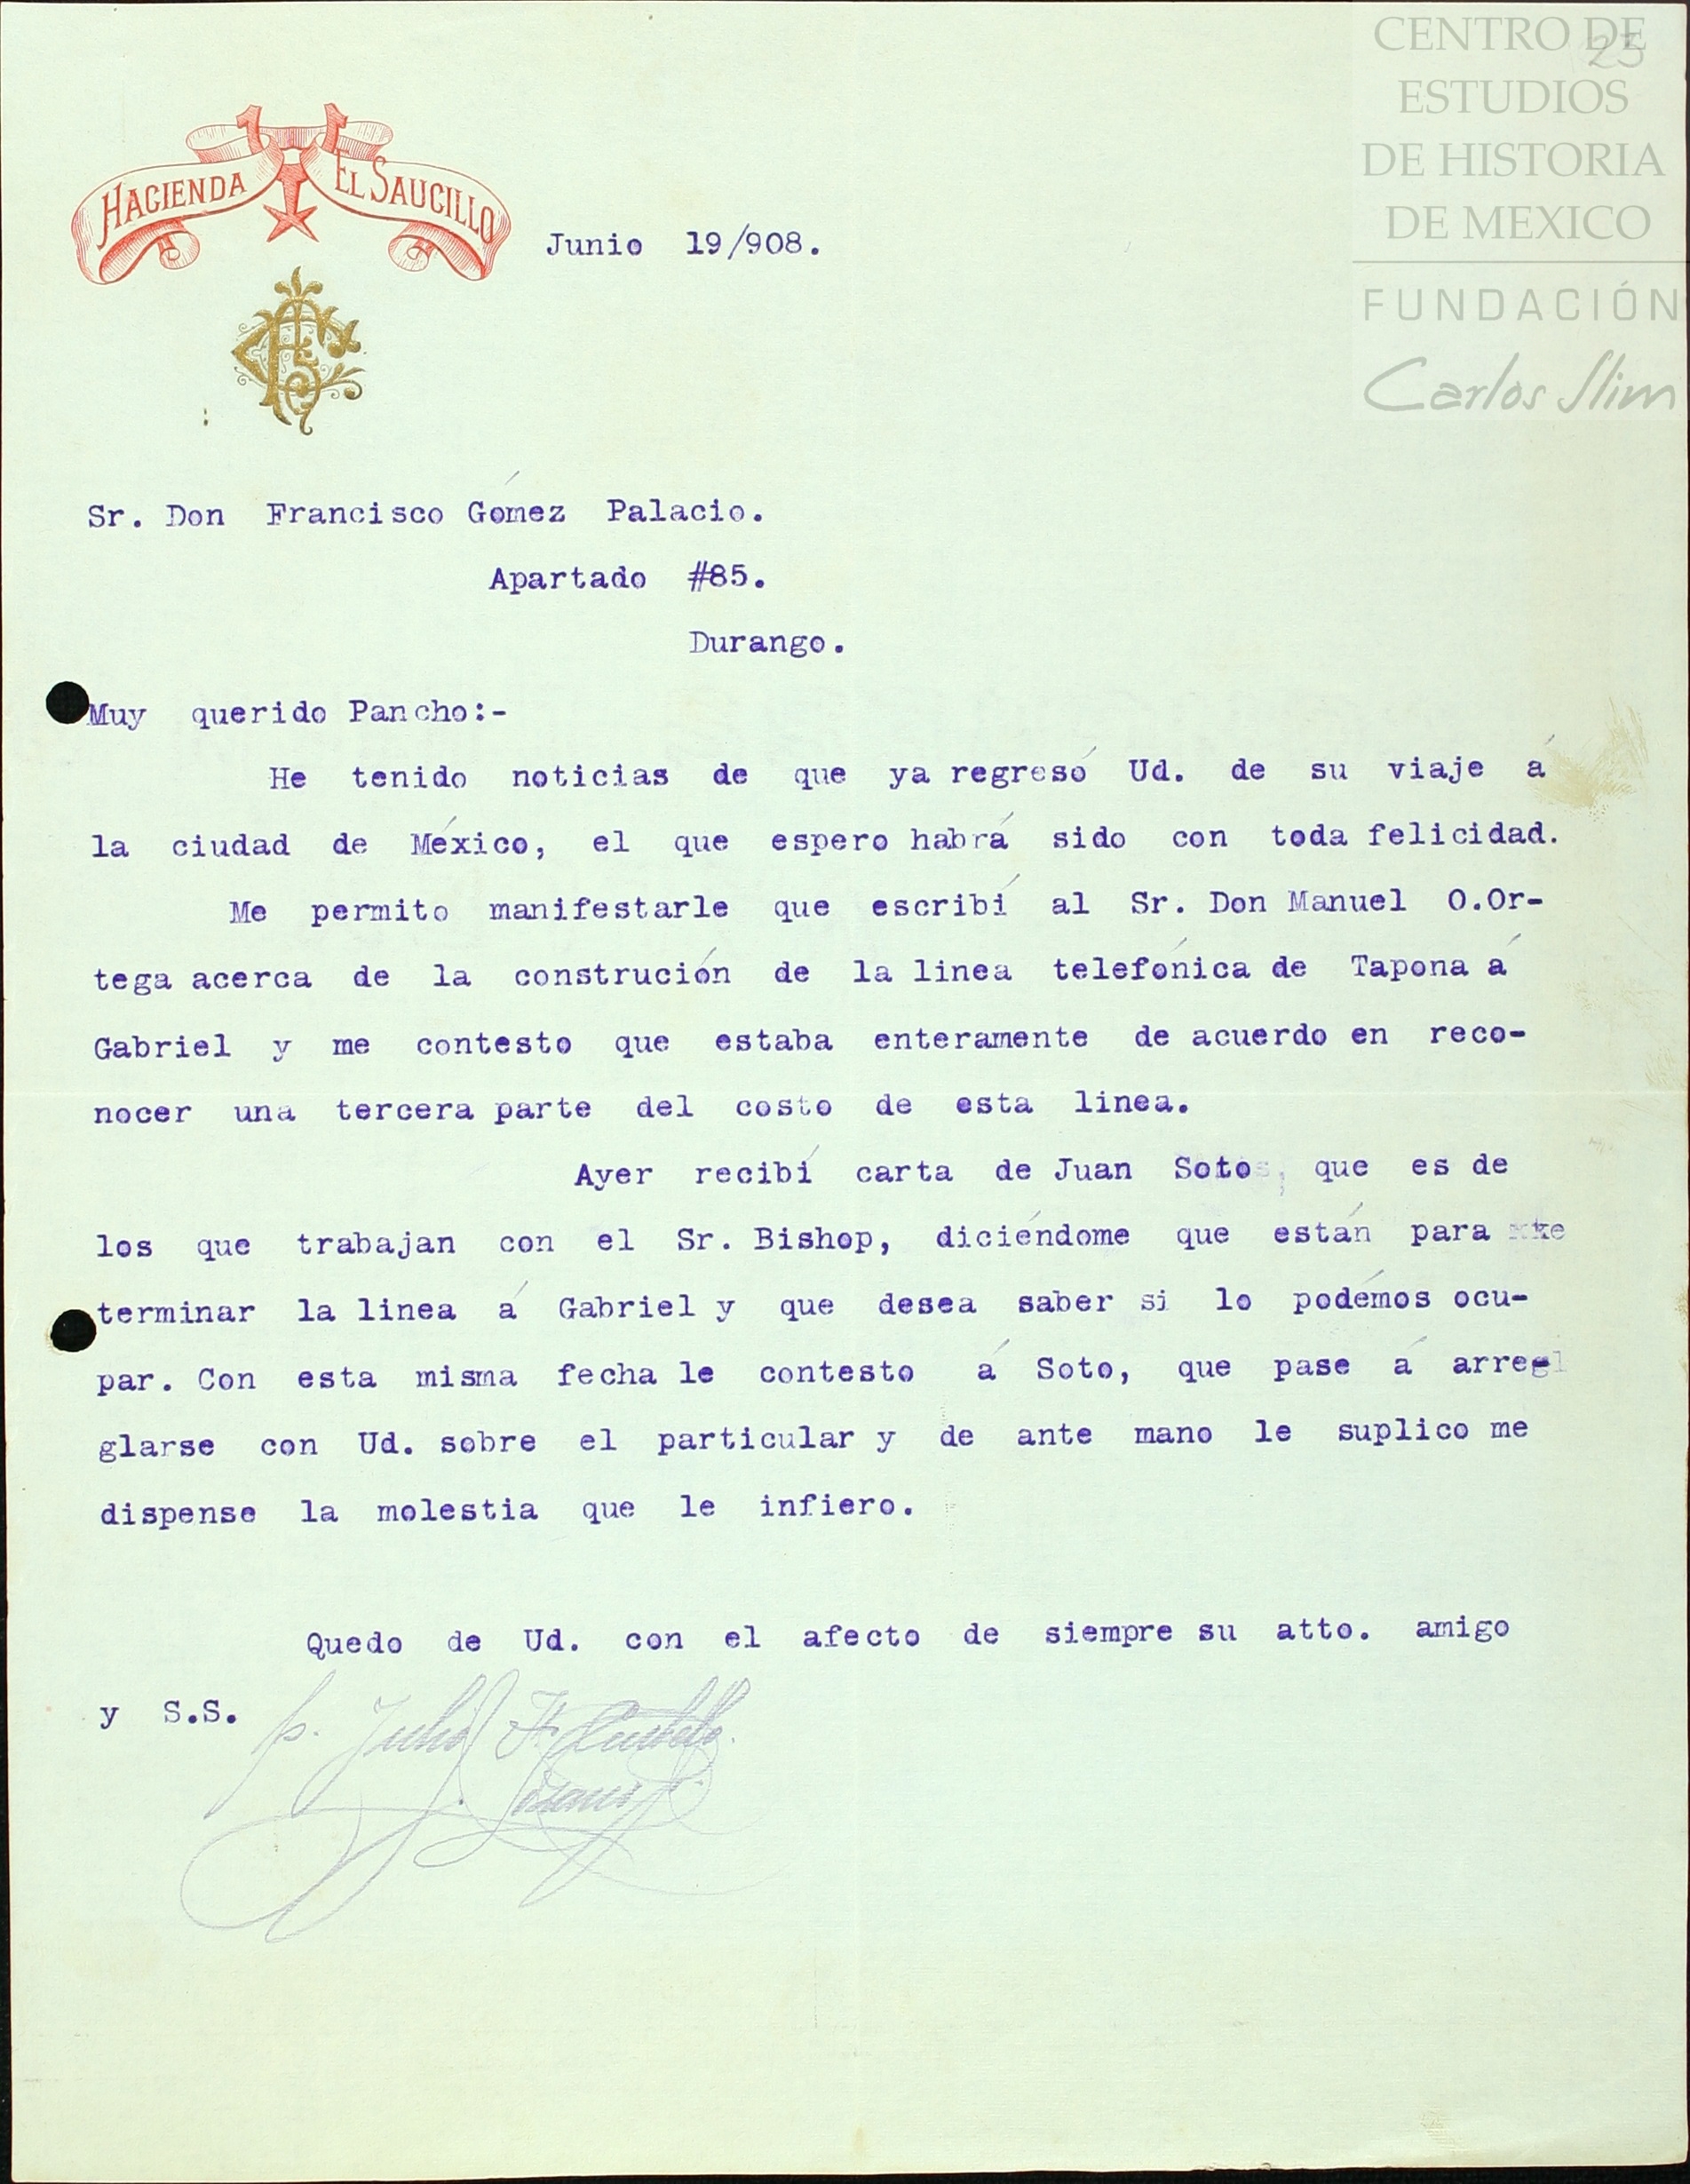 CENTRO DE
23
ESTUDIOS
DE HISTORIA
DE MEXICO
FUNDACIÓN
Carlos Slim
HACIENDA EL SAUCILLO
Junio 19/908.
Sr. Don Francisco Gómez Palacio.
Apartado #85.
Durango.
Muy querido Pancho:-
He tenido noticias de que ya regresó Ud. de su viaje á
la ciudad de México, el que espero habrá sido con toda felicidad.
Me permito manifestarle que escribí al Sr. Don Manuel O.Or-
tega acerca de la construción de la linea telefónica de Tapona á
Gabriel y me contesto que estaba enteramente de acuerdo en reco-
nocer una tercera parte del costo de esta linea.
Ayer recibí carta de Juan Soto, que es de
los que trabajan con el Sr. Bishop, diciéndome que están para
terminar la linea á Gabriel y que desea saber si lo podémos ocu-
par. Con esta misma fecha le contesto á Soto, que pase á arre-
glarse con Ud. sobre el particular y de ante mano le suplico me
dispense la molestia que le infiero.
Quedo de Ud. con el afecto de siempre su atto. amigo
y S.S.
p. Julio